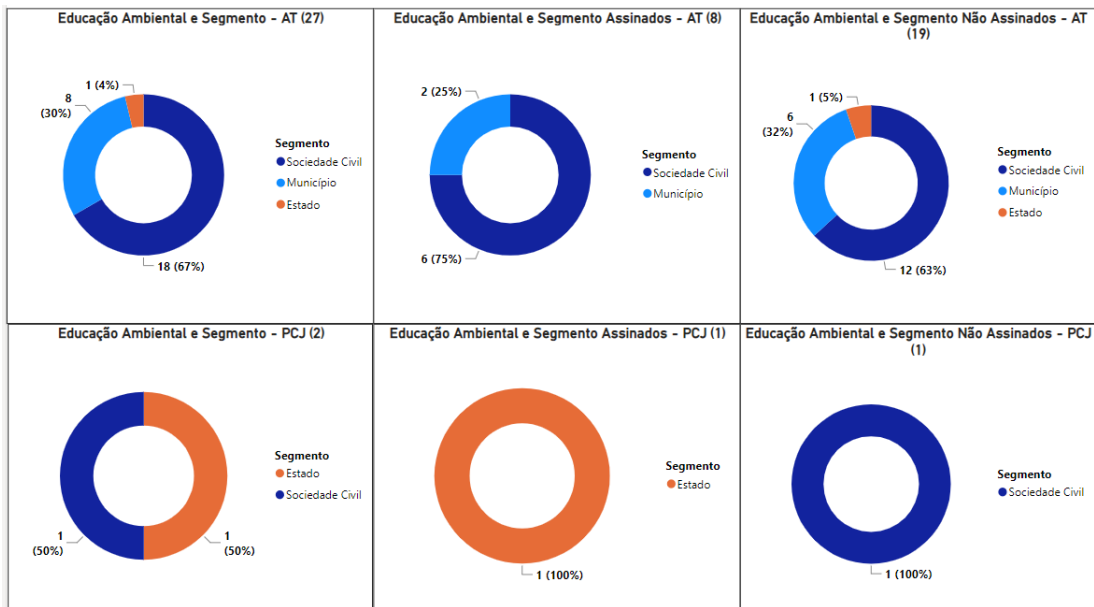 Educação Ambiental e Segmento - AT (27)
1 (4%)
8
(30%)
18 (67%)
Segmento
Sociedade Civil
Município
Estado
Educação Ambiental e Segmento Assinados - AT (8)
2 (25%)
6 (75%)
Segmento
Sociedade Civil
Município
Educação Ambiental e Segmento Não Assinados - AT
(19)
1 (5%)
6
(32%)
12 (63%)
Segmento
Sociedade Civil
Município
Estado
Educação Ambiental e Segmento - PCJ (2)
1
(50%)
1
(50%)
Segmento
Estado
Sociedade Civil
Educação Ambiental e Segmento Assinados - PCJ (1)
1 (100%)
Segmento
Estado
Educação Ambiental e Segmento Não Assinados - PCJ
(1)
1 (100%)
Segmento
Sociedade Civil